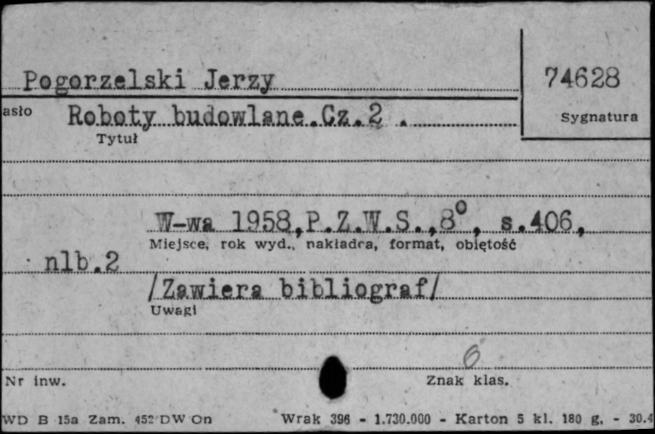 Pogorzelski Jerzy
74628
asło
Roboty budowlane.Cz.2 .
Sygnatura
Tytuł
W-wa 1958,P.Z.W.S.,8°, s.406,
Miejsce, rok wyd., nakładca, format, objętość
nlb.2
/Zawiera bibliograf/
Uwagi
6
Nr inw.
Znak klas.
WD B 15a Zam. 452 DW On
Wrak 396 - 1.730.000 - Karton 5 kl. 180 g. - 30.4